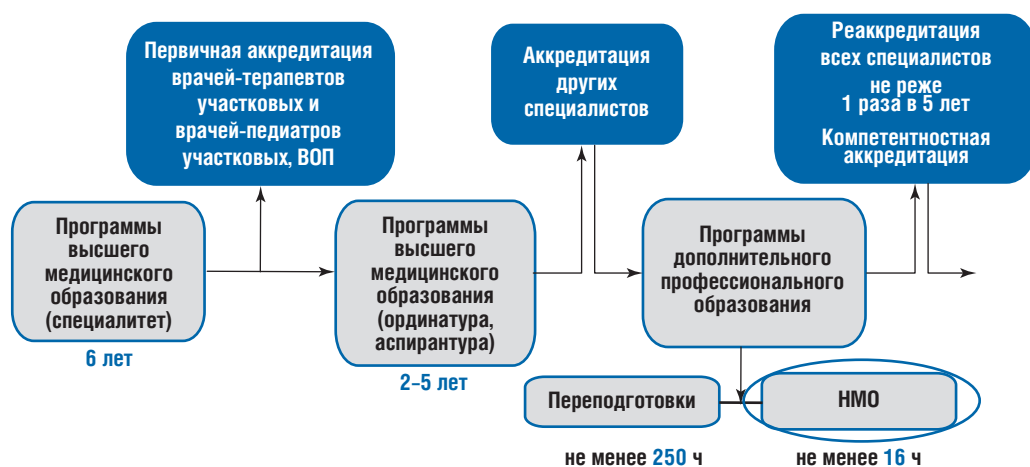 Первичная аккредитация
врачей-терапевтов
участковых и
врачей-педиатров
участковых, ВОП
Аккредитация
других
специалистов
Реаккредитация
всех специалистов
не реже
1 раза в 5 лет
Компетентностная
аккредитация
Программы
высшего
медицинского
образования
(специалитет)
6 лет
Программы
высшего
медицинского
образования
(ординатура,
аспирантура)
2–5 лет
Программы
дополнительного
профессионального
образования
Переподготовки
НМО
не менее 250 ч
не менее 16 ч